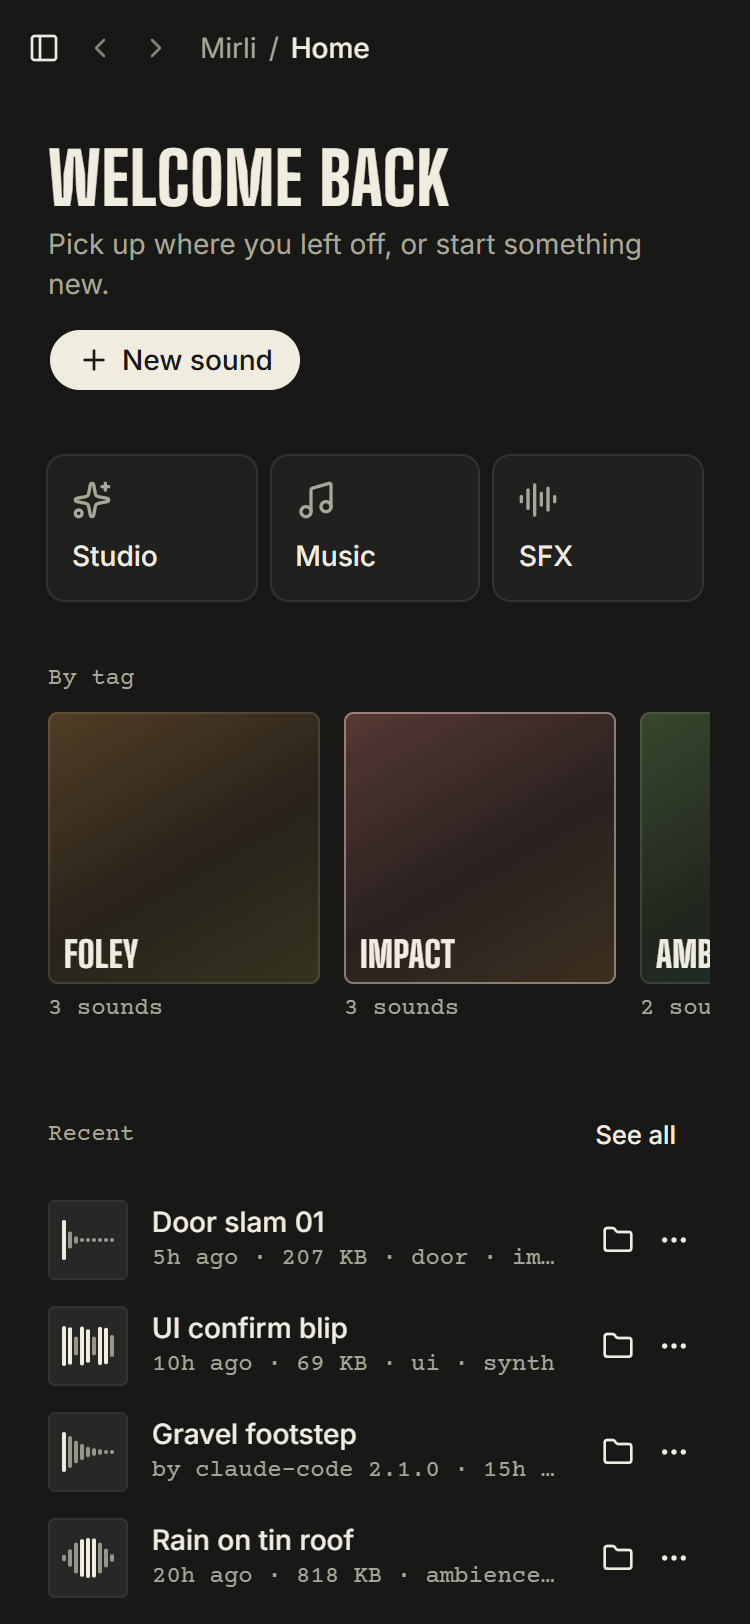 Mirli / Home
WELCOME BACK
Pick up where you left off, or start something
new.
New sound
Studio
Music
SFX
By tag
FOLEY
IMPACT
AMB
3 sounds
3 sounds
2 sou
Recent
See all
Door slam 01
5h ago · 207 KB · door · im…
UI confirm blip
10h ago · 69 KB · ui · synth
Gravel footstep
by claude-code 2.1.0 · 15h …
Rain on tin roof
20h ago · 818 KB · ambience…